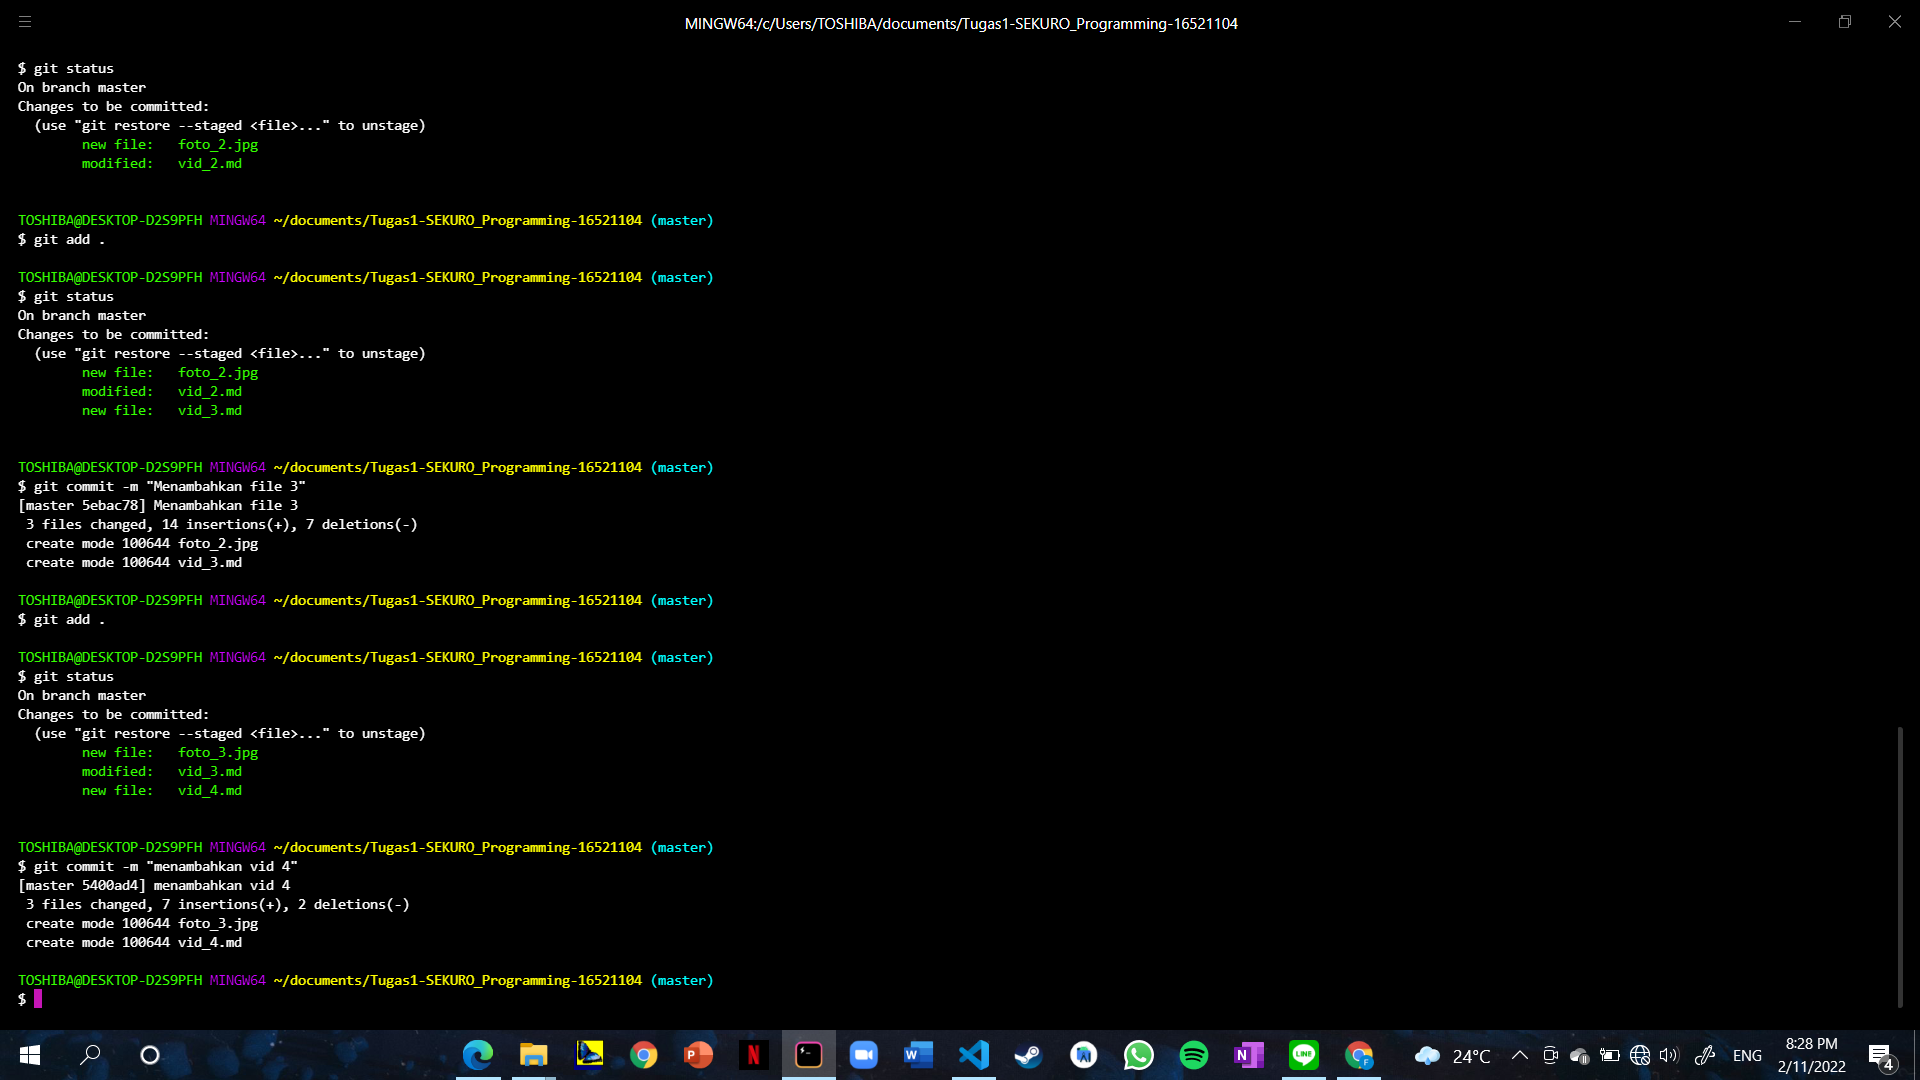 MINGW64:/c/Users/TOSHIBA/documents/Tugas1-SEKURO_Programming-16521104
$ git status
On branch master
Changes to be committed:
  (use "git restore --staged <file>..." to unstage)
        new file:   foto_2.jpg
        modified:   vid_2.md
TOSHIBA@DESKTOP-D2S9PFH MINGW64 ~/documents/Tugas1-SEKURO_Programming-16521104 (master)
$ git add .
TOSHIBA@DESKTOP-D2S9PFH MINGW64 ~/documents/Tugas1-SEKURO_Programming-16521104 (master)
$ git status
On branch master
Changes to be committed:
  (use "git restore --staged <file>..." to unstage)
        new file:   foto_2.jpg
        modified:   vid_2.md
        new file:   vid_3.md
TOSHIBA@DESKTOP-D2S9PFH MINGW64 ~/documents/Tugas1-SEKURO_Programming-16521104 (master)
$ git commit -m "Menambahkan file 3"
[master 5ebac78] Menambahkan file 3
 3 files changed, 14 insertions(+), 7 deletions(-)
 create mode 100644 foto_2.jpg
 create mode 100644 vid_3.md
TOSHIBA@DESKTOP-D2S9PFH MINGW64 ~/documents/Tugas1-SEKURO_Programming-16521104 (master)
$ git add .
TOSHIBA@DESKTOP-D2S9PFH MINGW64 ~/documents/Tugas1-SEKURO_Programming-16521104 (master)
$ git status
On branch master
Changes to be committed:
  (use "git restore --staged <file>..." to unstage)
        new file:   foto_3.jpg
        modified:   vid_3.md
        new file:   vid_4.md
TOSHIBA@DESKTOP-D2S9PFH MINGW64 ~/documents/Tugas1-SEKURO_Programming-16521104 (master)
$ git commit -m "menambahkan vid 4"
[master 5400ad4] menambahkan vid 4
 3 files changed, 7 insertions(+), 2 deletions(-)
 create mode 100644 foto_3.jpg
 create mode 100644 vid_4.md
TOSHIBA@DESKTOP-D2S9PFH MINGW64 ~/documents/Tugas1-SEKURO_Programming-16521104 (master)
$
24°C
ENG
8:28 PM
2/11/2022
4